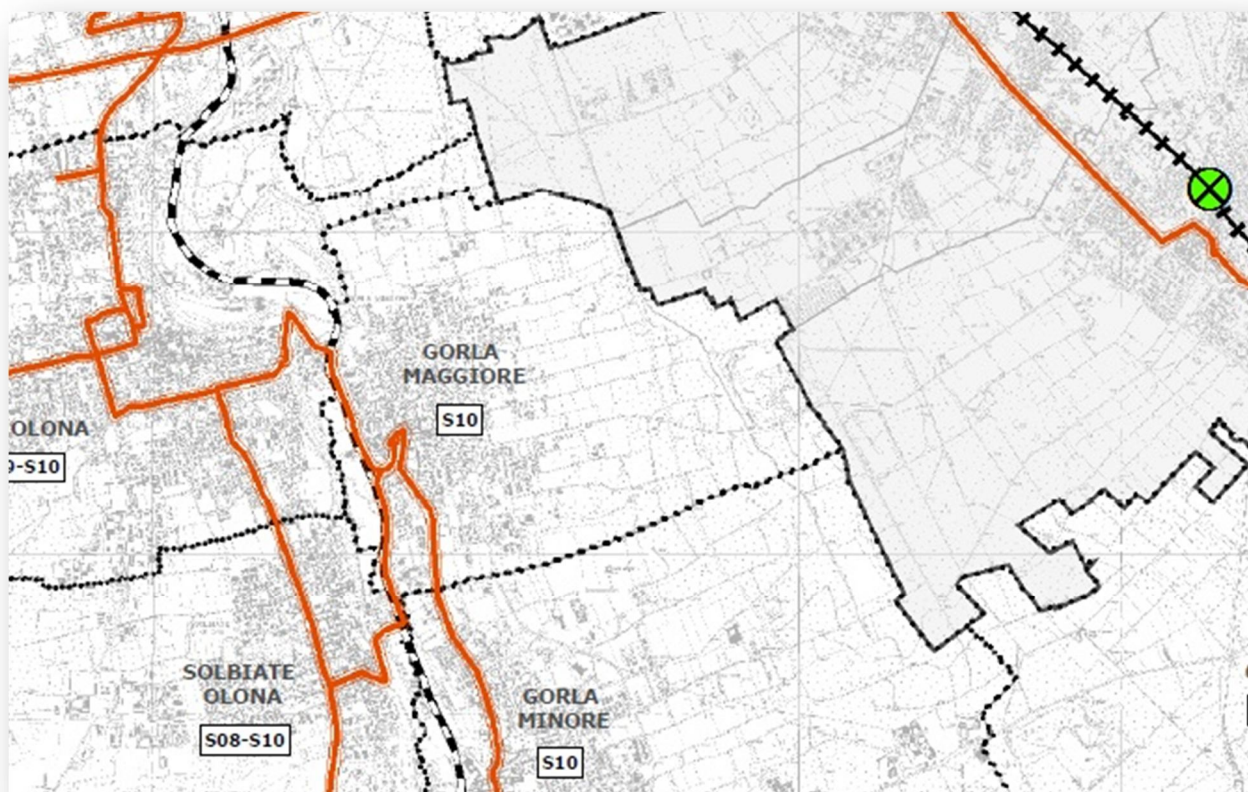 GORLA
MAGGIORE
S10
OLONA
9-S10
SOLBIATE
OLONA
S08-S10
GORLA
MINORE
S10